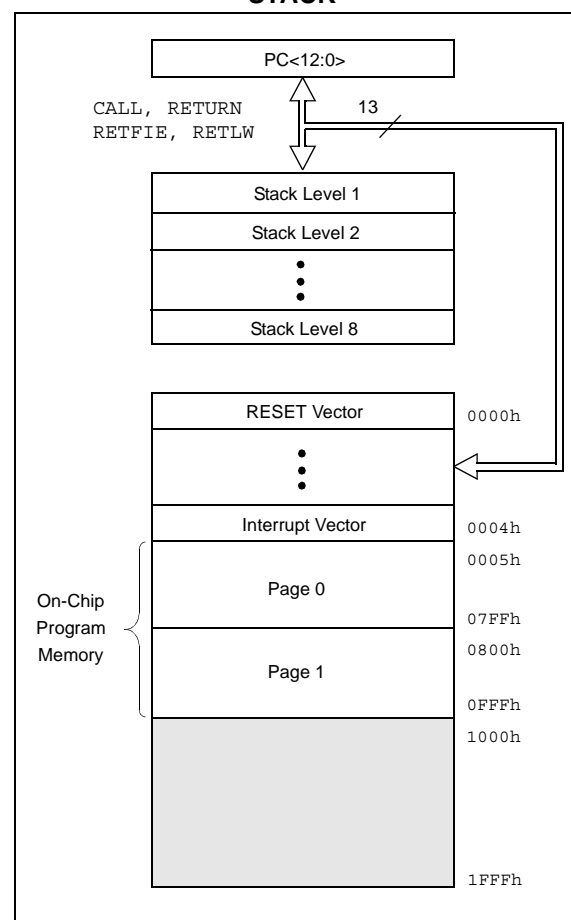 STACK
PC<12:0>
CALL, RETURN
RETFIE, RETLW
13
Stack Level 1
Stack Level 2
Stack Level 8
RESET Vector
0000h
Interrupt Vector
0004h
0005h
On-Chip
Program
Memory
Page 0
07FFh
0800h
Page 1
0FFFh
1000h
1FFFh